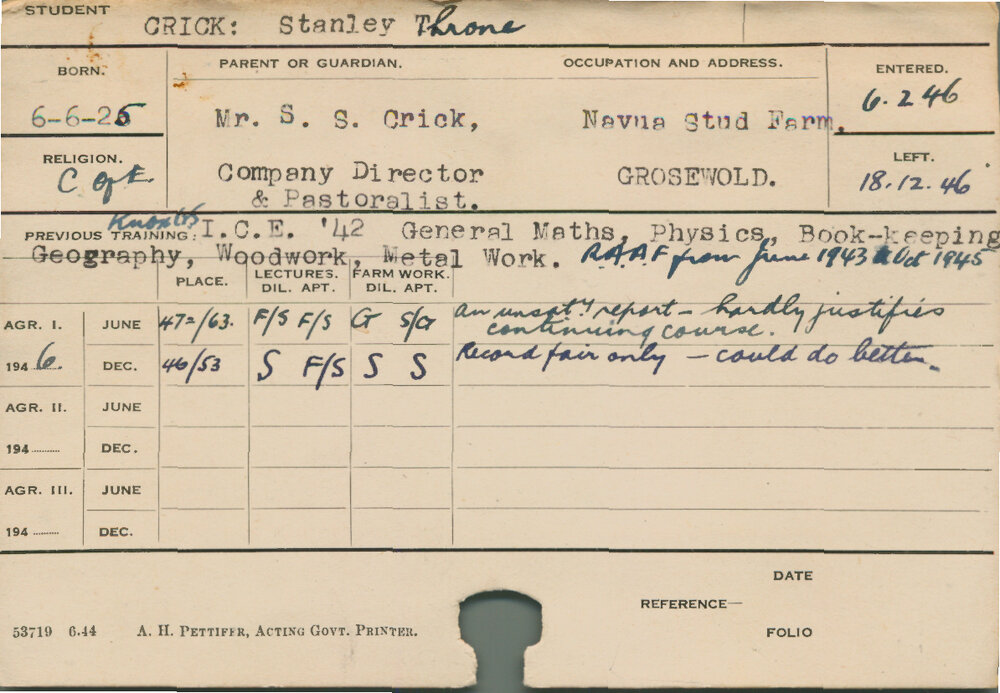 STUDENT
CRICK: Stanley Throne
BORN. PARENT OR GUARDIAN. OCCUPATION AND ADDRESS. ENTERED.
6-6-25 Mr. S. S. Crick, Navua Stud Farm, 6.2.46
RELIGION. LEFT.
C of E. Company Director GROSEWOLD. 18.12.46
& Pastoralist.
PREVIOUS TRAINING: Knox GS I.C.E. '42 General Maths, Physics, Book-keeping
Geography, Woodwork, Metal Work. R.A.A.F from June 1943 to Oct 1945
PLACE. LECTURES. FARM WORK.
DIL. APT. DIL. APT.
AGR. I. JUNE 47=/63. F/S F/S G S/G An unsaty report – hardly justifies
continuing course.
194 6. DEC. 46/53 S F/S S S Record fair only – could do better.
AGR. II. JUNE
194........ DEC.
AGR. III. JUNE
194........ DEC.
DATE
REFERENCE—
53719 6.44 A. H. PETTIFER, ACTING GOVT. PRINTER. FOLIO